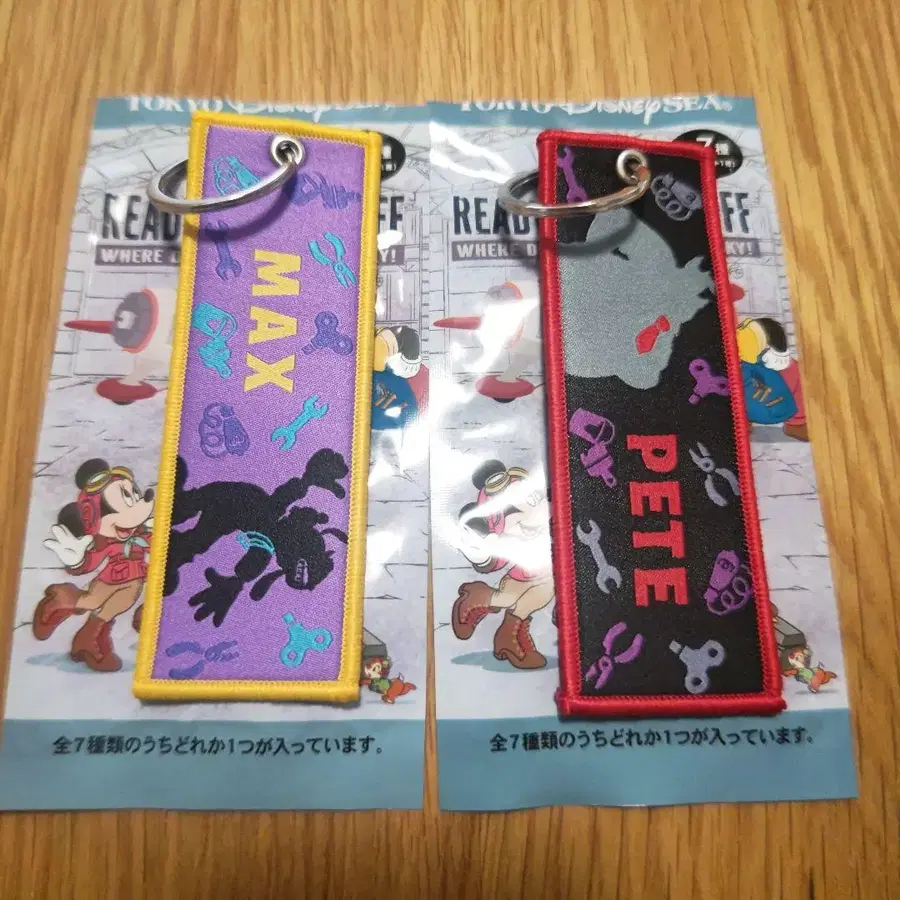 TOKYO DISNEYSEA®
READ
FF
WHERE D
Y!
MAX
全7種類のうちどれか1つが入っています。
TOKYO DISNEYSEA®
7種
READ
FF
WHERE D
KY!
PETE
全7種類のうちどれか1つが入っています。